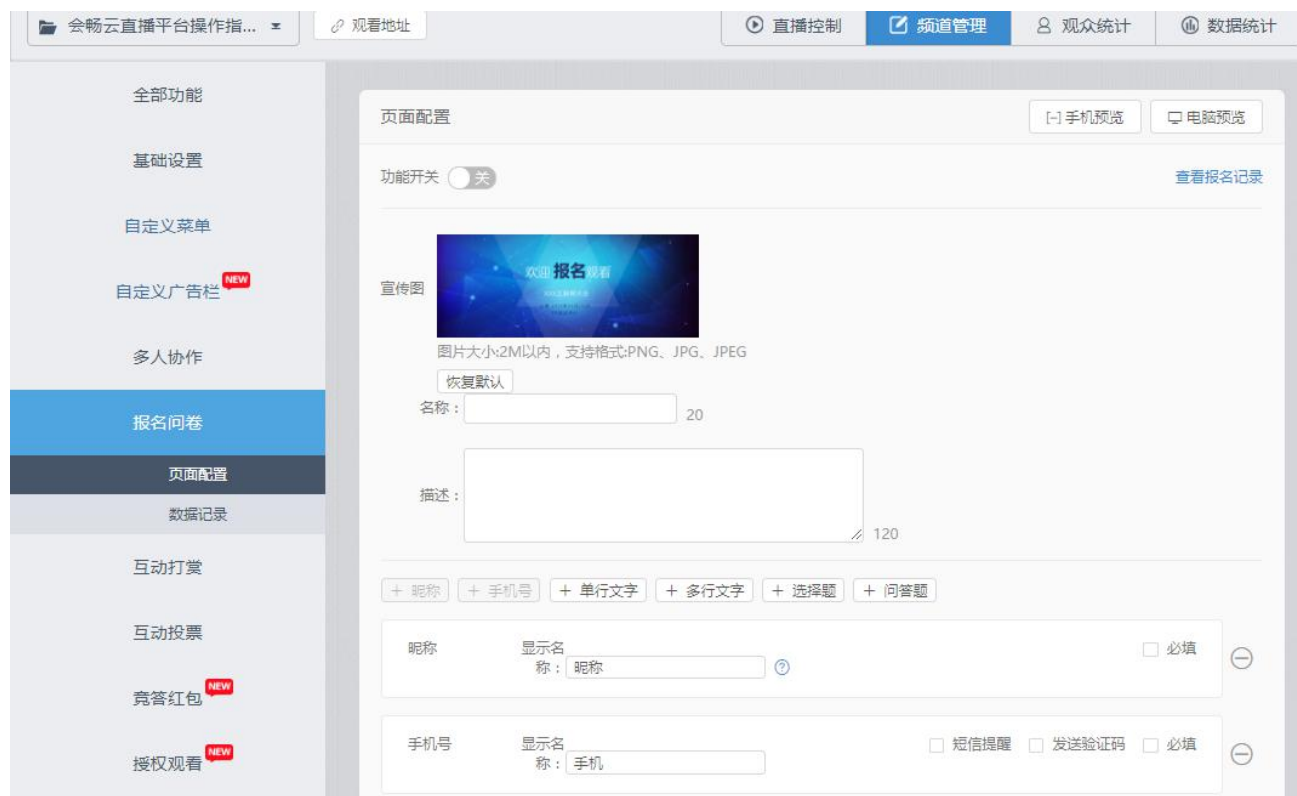 会畅云直播平台操作指... 观看地址 直播控制 频道管理 观众统计 数据统计
全部功能
基础设置
自定义菜单
自定义广告栏 NEW
多人协作
报名问卷
页面配置
数据记录
互动打赏
互动投票
竞答红包 NEW
授权观看 NEW
页面配置 [-] 手机预览 电脑预览
功能开关 关 查看报名记录
宣传图
欢迎 报名 观看
图片大小:2M以内，支持格式:PNG、JPG、JPEG
恢复默认
名称： 20
描述： 120
+ 昵称 + 手机号 + 单行文字 + 多行文字 + 选择题 + 问答题
昵称 显示名称： 昵称 ? 必填
手机号 显示名称： 手机 短信提醒 发送验证码 必填